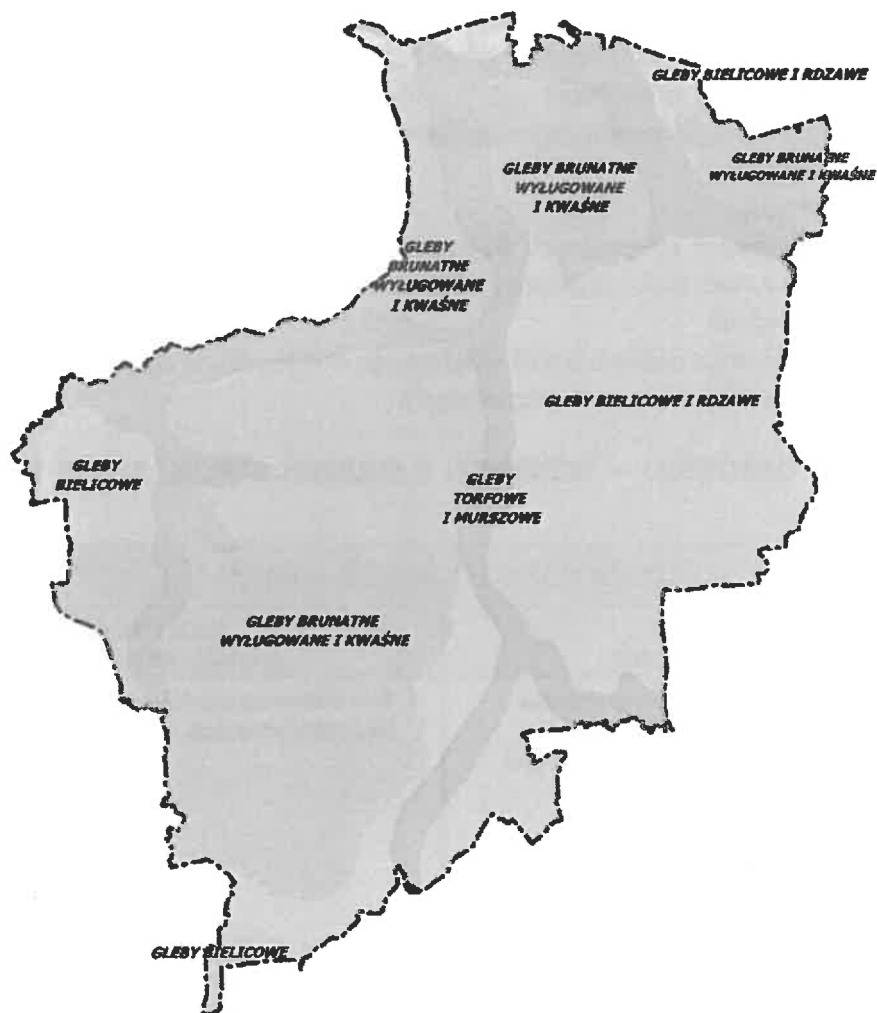 GLEBY BIELICOWE I RDZAWE
GLEBY BRUNATNE
WYŁUGOWANE I KWAŚNE
GLEBY BRUNATNE
WYŁUGOWANE
I KWAŚNE
GLEBY
BRUNATNE
WYŁUGOWANE
I KWAŚNE
GLEBY BIELICOWE I RDZAWE
GLEBY
BIELICOWE
GLEBY
TORFOWE
I MURSZOWE
GLEBY BRUNATNE
WYŁUGOWANE I KWAŚNE
GLEBY BIELICOWE